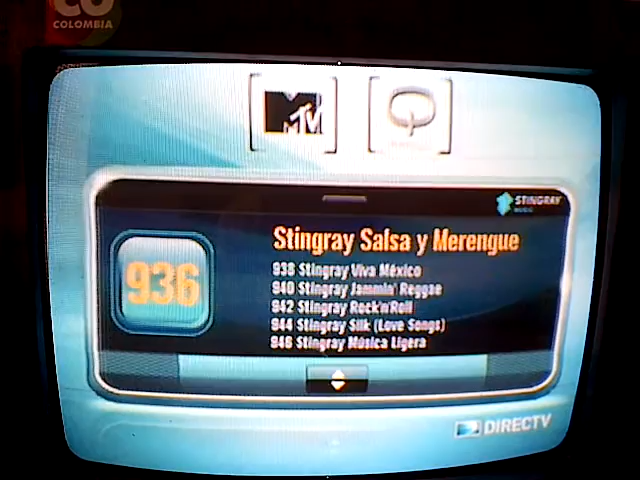 CO
COLOMBIA
MTV
STINGRAY
MUSIC
Stingray Salsa y Merengue
936
938 Stingray Viva México
940 Stingray Jammin' Reggae
942 Stingray Rock'n'Roll
944 Stingray Silk (Love Songs)
946 Stingray Música Ligera
DIRECTV